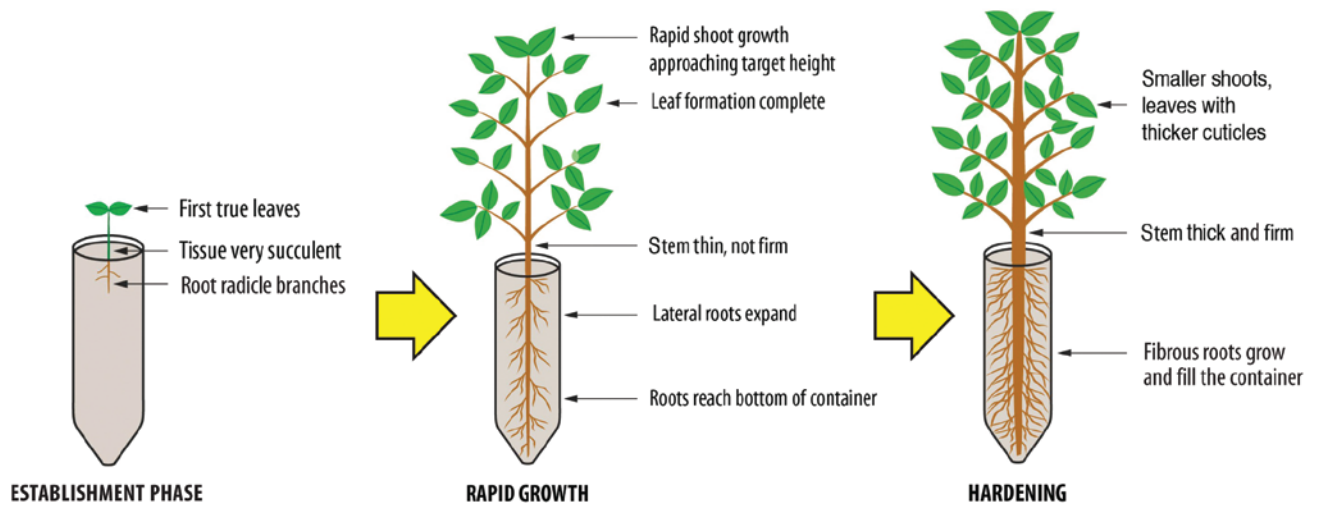 First true leaves
Tissue very succulent
Root radicle branches
ESTABLISHMENT PHASE
Rapid shoot growth
approaching target height
Leaf formation complete
Stem thin, not firm
Lateral roots expand
Roots reach bottom of container
RAPID GROWTH
Smaller shoots,
leaves with
thicker cuticles
Stem thick and firm
Fibrous roots grow
and fill the container
HARDENING